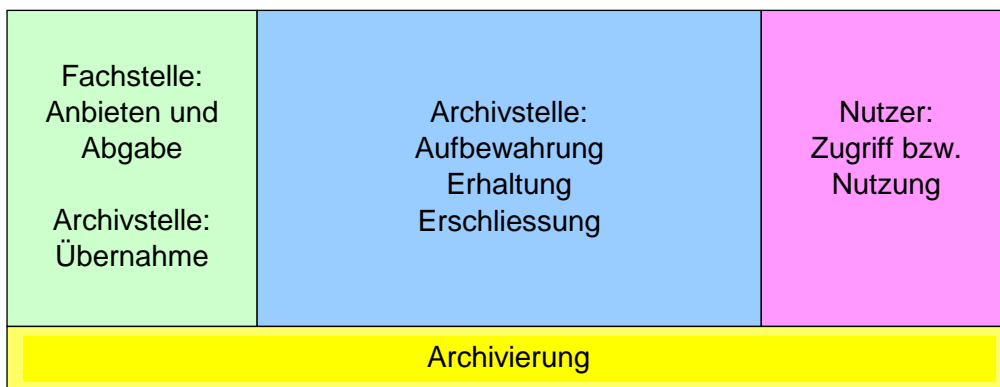 Fachstelle:
Anbieten und
Abgabe
Archivstelle:
Übernahme
Archivstelle:
Aufbewahrung
Erhaltung
Erschliessung
Nutzer:
Zugriff bzw.
Nutzung
Archivierung